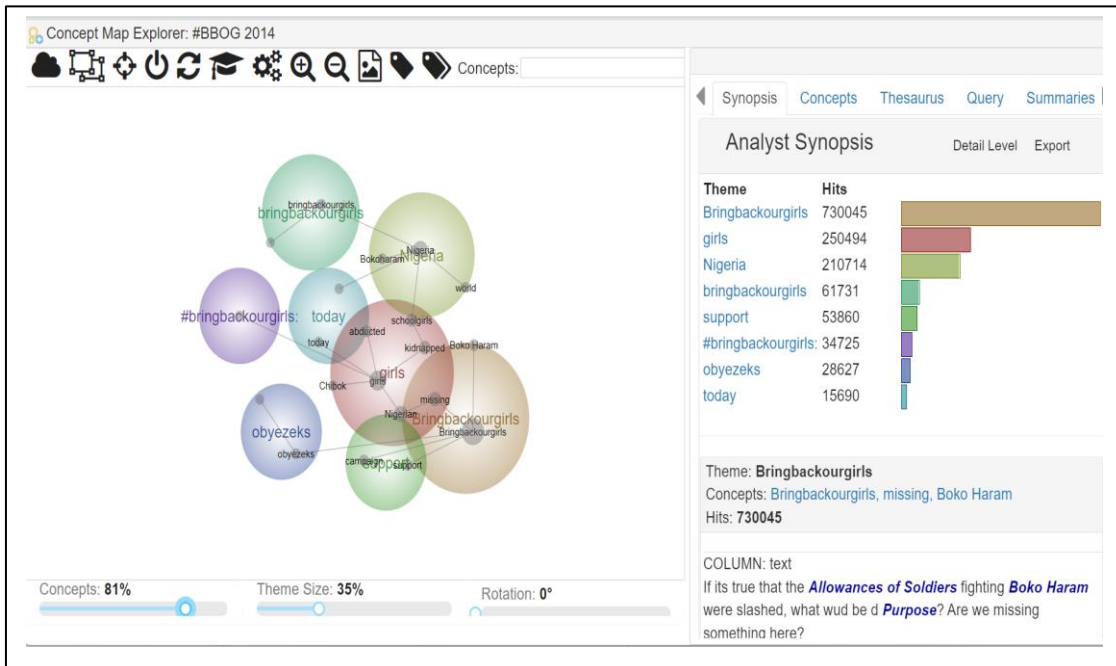 Concept Map Explorer: #BBOG 2014
Concepts:
bringbackourgirls
bringbackourgirls
Nigeria
Nigeria
Bokoharam
world
#bringbackourgirls:
today
abducted
schoolgirls
today
kidnapped
Boko Haram
girls
girls
Chibok
missing
Nigerian
Bringbackourgirls
Bringbackourgirls
obyezeks
obyezeks
campaign
support
support
Concepts: 81%
Theme Size: 35%
Rotation: 0°
Synopsis Concepts Thesaurus Query Summaries
Analyst Synopsis Detail Level Export
Theme Hits
Bringbackourgirls 730045
girls 250494
Nigeria 210714
bringbackourgirls 61731
support 53860
#bringbackourgirls: 34725
obyezeks 28627
today 15690
Theme: Bringbackourgirls
Concepts: Bringbackourgirls, missing, Boko Haram
Hits: 730045
COLUMN: text
If its true that the Allowances of Soldiers fighting Boko Haram
were slashed, what wud be d Purpose? Are we missing
something here?